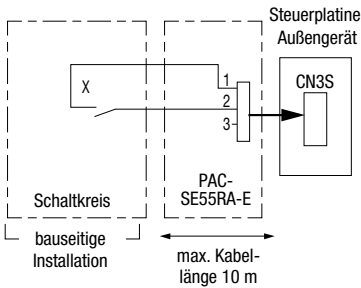 Steuerplatine
Außengerät
X
1
2
3
CN3S
Schaltkreis
PAC-
SE55RA-E
bauseitige
Installation
max. Kabel-
länge 10 m